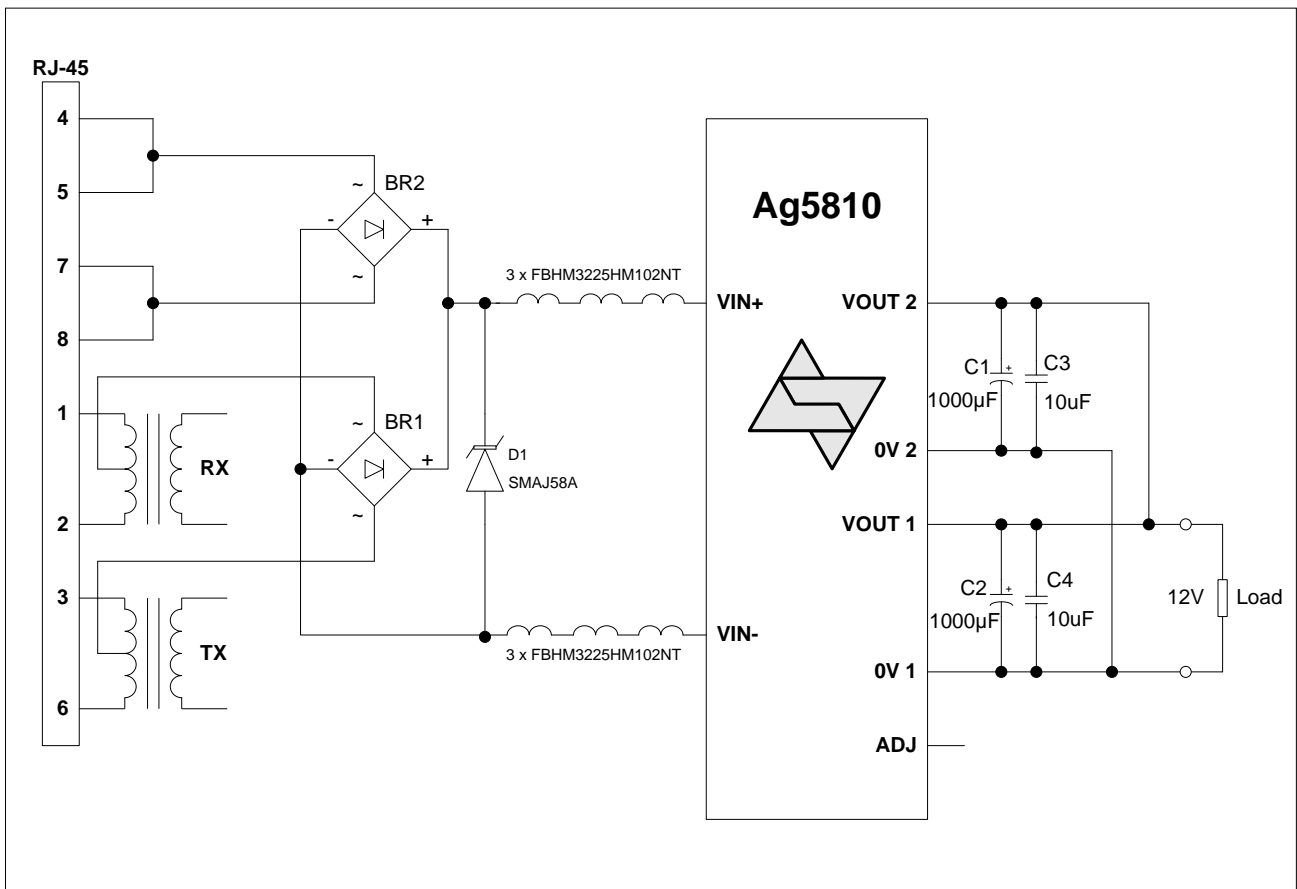 RJ-45
4
5
7
8
1
2
3
6
RX
TX
~
BR2
-
+
~
~
BR1
-
+
~
3 x FBHM3225HM102NT
D1
SMAJ58A
3 x FBHM3225HM102NT
Ag5810
VIN+
VIN-
VOUT 2
0V 2
VOUT 1
0V 1
ADJ
C1
+
1000µF
C3
10uF
C2
+
1000µF
C4
10uF
12V
Load